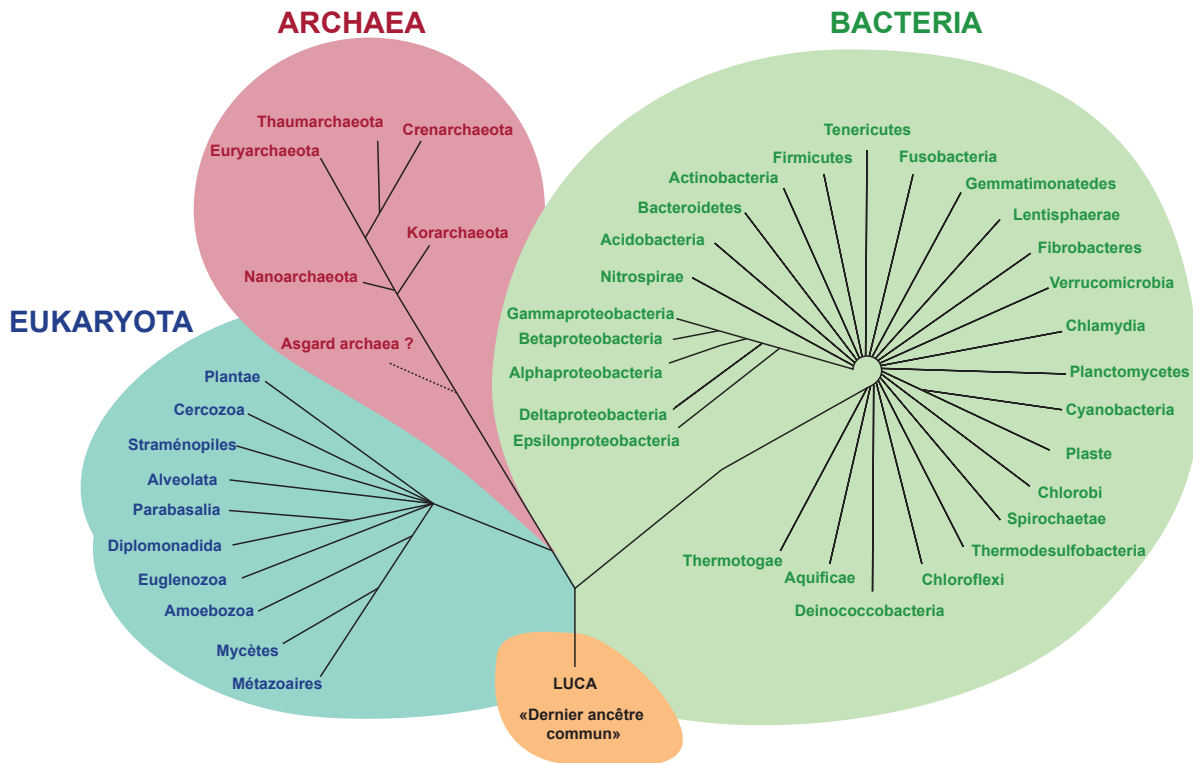 ARCHAEA
BACTERIA
EUKARYOTA
Thaumarchaeota
Crenarchaeota
Euryarchaeota
Korarchaeota
Nanoarchaeota
Asgard archaea ?
Tenericutes
Firmicutes
Fusobacteria
Actinobacteria
Gemmatimonatedes
Bacteroidetes
Lentisphaerae
Acidobacteria
Fibrobacteres
Nitrospirae
Verrucomicrobia
Gammaproteobacteria
Chlamydia
Betaproteobacteria
Alphaproteobacteria
Planctomycetes
Deltaproteobacteria
Cyanobacteria
Epsilonproteobacteria
Plaste
Chlorobi
Spirochaetae
Thermodesulfobacteria
Thermotogae
Aquificae
Chloroflexi
Deinococcobacteria
Plantae
Cercozoa
Straménopiles
Alveolata
Parabasalia
Diplomonadida
Euglenozoa
Amoebozoa
Mycètes
Métazoaires
LUCA
«Dernier ancêtre
commun»